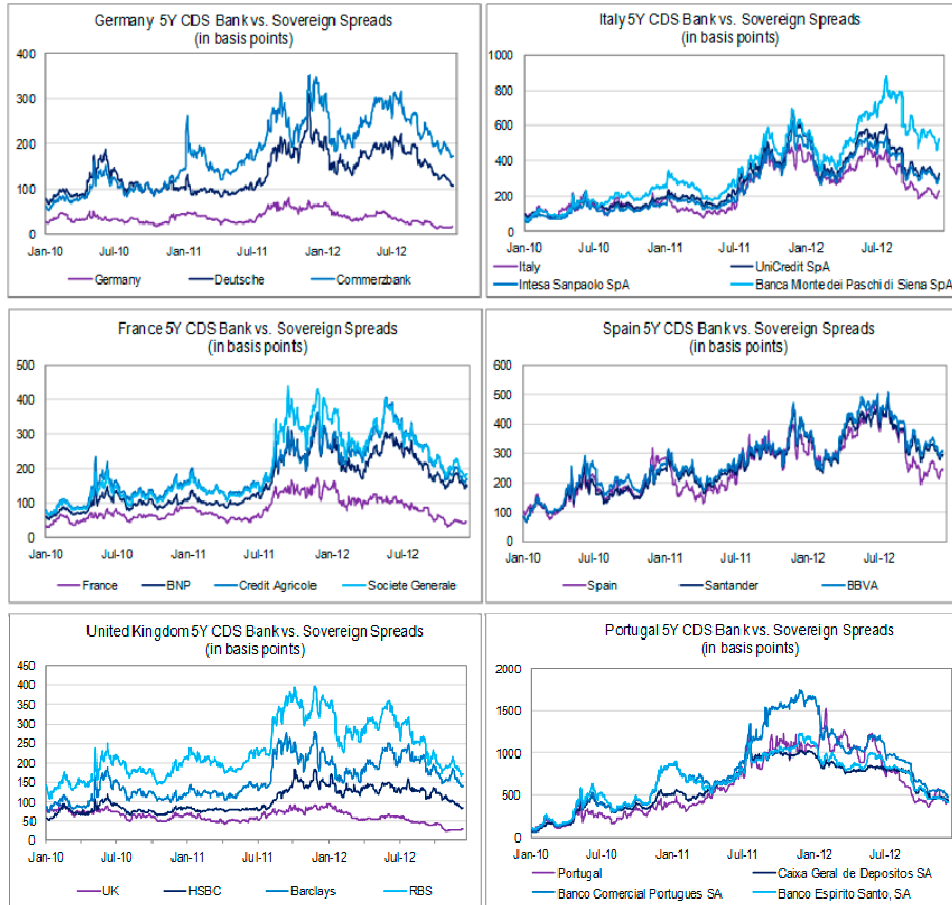 Germany 5Y CDS Bank vs. Sovereign Spreads
(in basis points)
400
300
200
100
0
Jan-10 Jul-10 Jan-11 Jul-11 Jan-12 Jul-12
Germany Deutsche Commerzbank
Italy 5Y CDS Bank vs. Sovereign Spreads
(in basis points)
1000
800
600
400
200
0
Jan-10 Jul-10 Jan-11 Jul-11 Jan-12 Jul-12
Italy UniCredit SpA
Intesa Sanpaolo SpA Banca Monte dei Paschi di Siena SpA
France 5Y CDS Bank vs. Sovereign Spreads
(in basis points)
500
400
300
200
100
0
Jan-10 Jul-10 Jan-11 Jul-11 Jan-12 Jul-12
France BNP Credit Agricole Societe Generale
Spain 5Y CDS Bank vs. Sovereign Spreads
(in basis points)
600
500
400
300
200
100
0
Jan-10 Jul-10 Jan-11 Jul-11 Jan-12 Jul-12
Spain Santander BBVA
United Kingdom 5Y CDS Bank vs. Sovereign Spreads
(in basis points)
450
400
350
300
250
200
150
100
50
0
Jan-10 Jul-10 Jan-11 Jul-11 Jan-12 Jul-12
UK HSBC Barclays RBS
Portugal 5Y CDS Bank vs. Sovereign Spreads
(in basis points)
2000
1500
1000
500
0
Jan-10 Jul-10 Jan-11 Jul-11 Jan-12 Jul-12
Portugal Caixa Geral de Depositos SA
Banco Comercial Portugues SA Banco Espirito Santo, SA